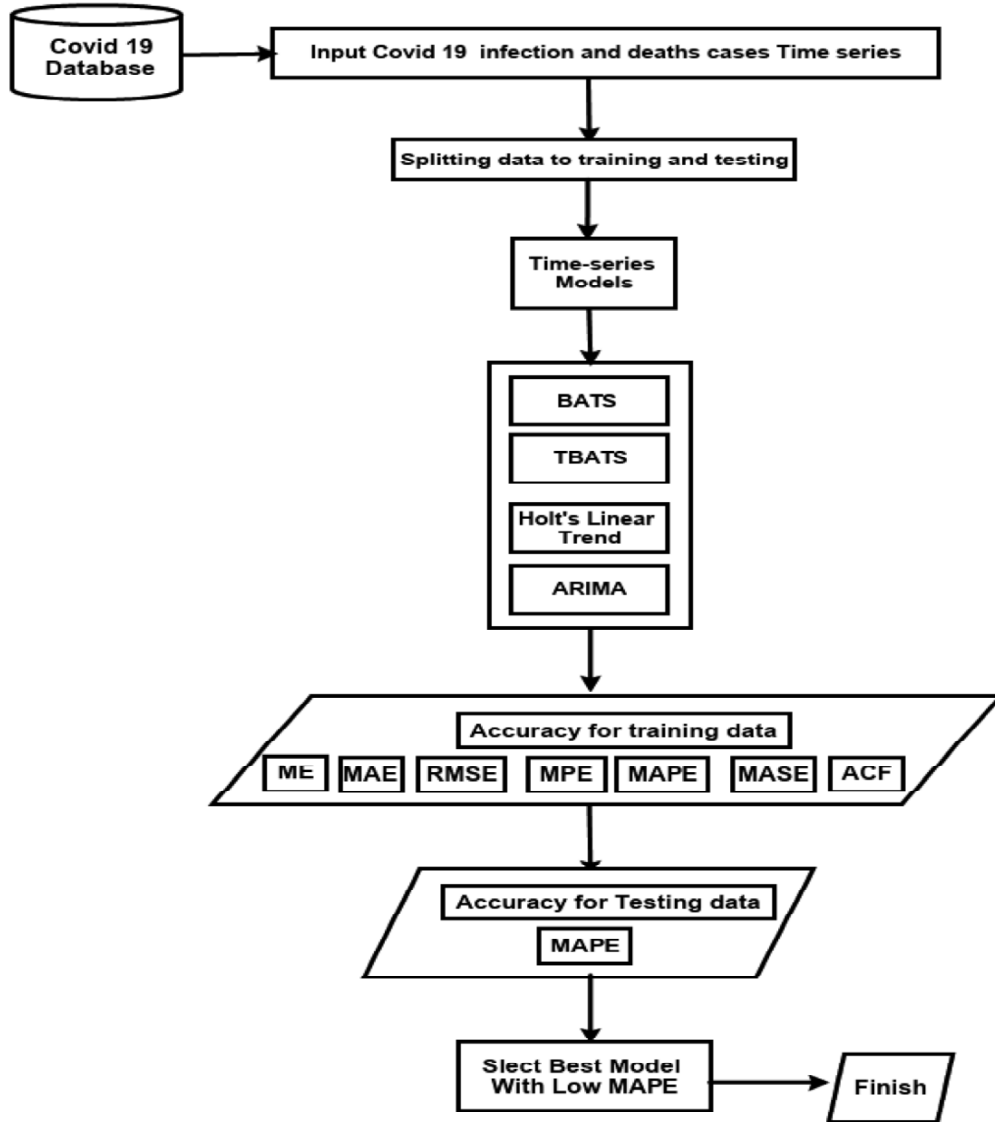 Covid 19
Database
Input Covid 19 infection and deaths cases Time series
Splitting data to training and testing
Time-series
Models
BATS
TBATS
Holt's Linear
Trend
ARIMA
Accuracy for training data
ME MAE RMSE MPE MAPE MASE ACF
Accuracy for Testing data
MAPE
Slect Best Model
With Low MAPE
Finish